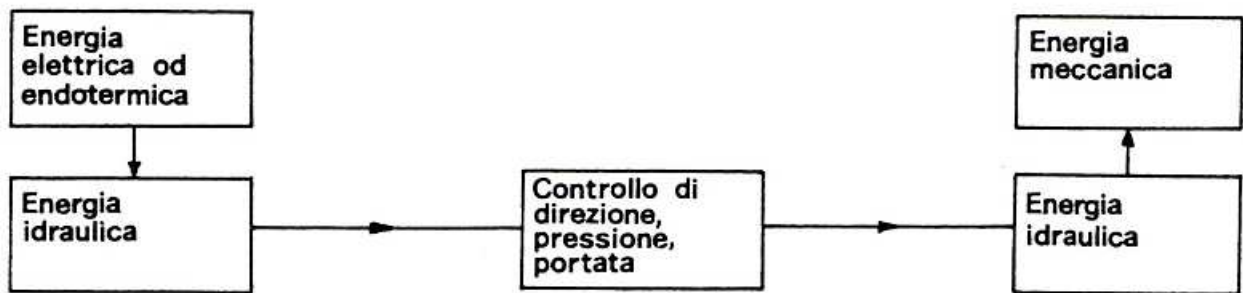 Energia
elettrica od
endotermica
Energia
idraulica
Controllo di
direzione,
pressione,
portata
Energia
meccanica
Energia
idraulica